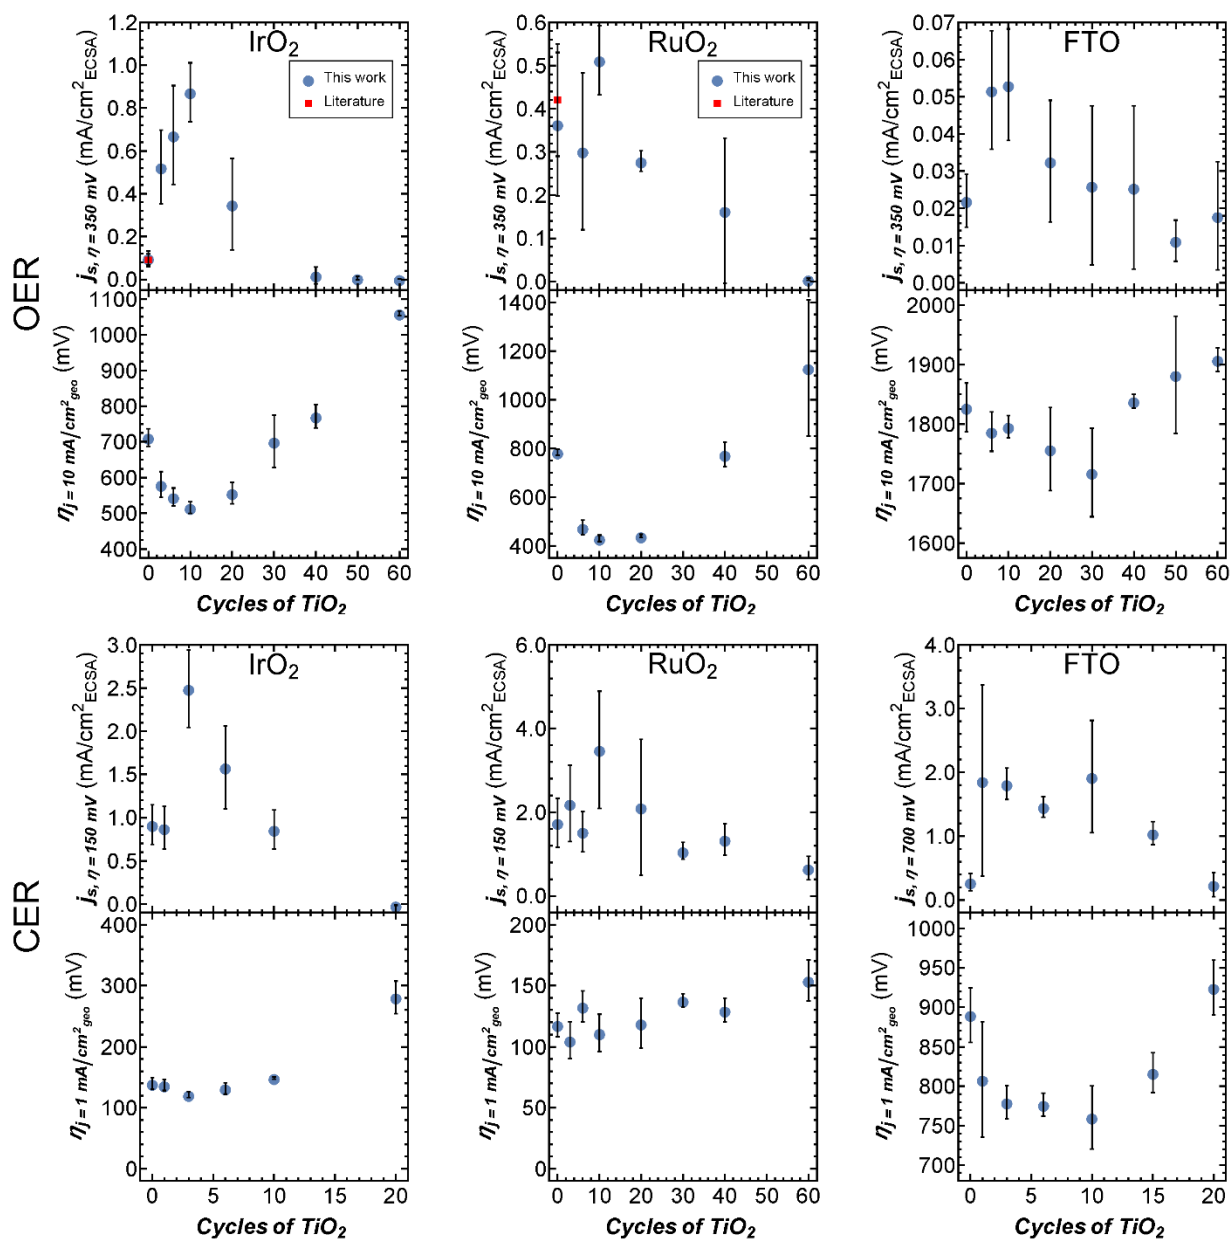 OER
IrO2
This work
Literature
js, η = 350 mV (mA/cm2ECSA)
1.2
1.0
0.8
0.6
0.4
0.2
0.0
ηj = 10 mA/cm2geo (mV)
1100
1000
900
800
700
600
500
400
0 10 20 30 40 50 60
Cycles of TiO2
RuO2
This work
Literature
js, η = 350 mV (mA/cm2ECSA)
0.6
0.5
0.4
0.3
0.2
0.1
0.0
ηj = 10 mA/cm2geo (mV)
1400
1200
1000
800
600
400
0 10 20 30 40 50 60
Cycles of TiO2
FTO
js, η = 350 mV (mA/cm2ECSA)
0.07
0.06
0.05
0.04
0.03
0.02
0.01
0.00
ηj = 10 mA/cm2geo (mV)
2000
1900
1800
1700
1600
0 10 20 30 40 50 60
Cycles of TiO2
CER
IrO2
js, η = 150 mV (mA/cm2ECSA)
3.0
2.5
2.0
1.5
1.0
0.5
0.0
ηj = 1 mA/cm2geo (mV)
400
300
200
100
0
0 5 10 15 20
Cycles of TiO2
RuO2
js, η = 150 mV (mA/cm2ECSA)
6.0
4.0
2.0
0.0
ηj = 1 mA/cm2geo (mV)
200
150
100
50
0
0 10 20 30 40 50 60
Cycles of TiO2
FTO
js, η = 700 mV (mA/cm2ECSA)
4.0
3.0
2.0
1.0
0.0
ηj = 1 mA/cm2geo (mV)
1000
950
900
850
800
750
700
0 5 10 15 20
Cycles of TiO2